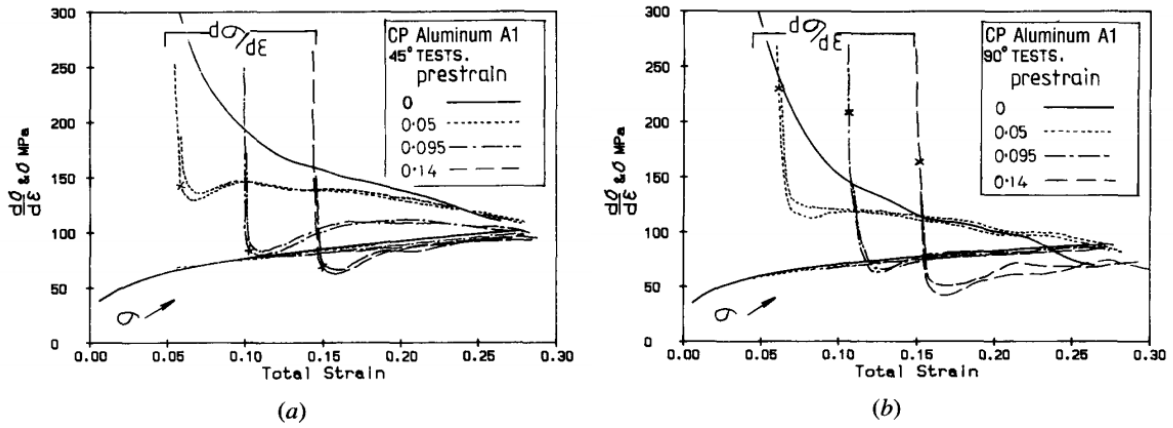 300
250
200
150
100
50
0
dσ/dε & σ MPa
dσ/dε
CP Aluminum A1
45° TESTS.
prestrain
0
0·05
0·095
0·14
σ
0.00 0.05 0.10 0.15 0.20 0.25 0.30
Total Strain
(a)
300
250
200
150
100
50
0
dσ/dε & σ MPa
dσ/dε
CP Aluminum A1
90° TESTS.
prestrain
0
0·05
0·095
0·14
σ
0.00 0.05 0.10 0.15 0.20 0.25 0.30
Total Strain
(b)